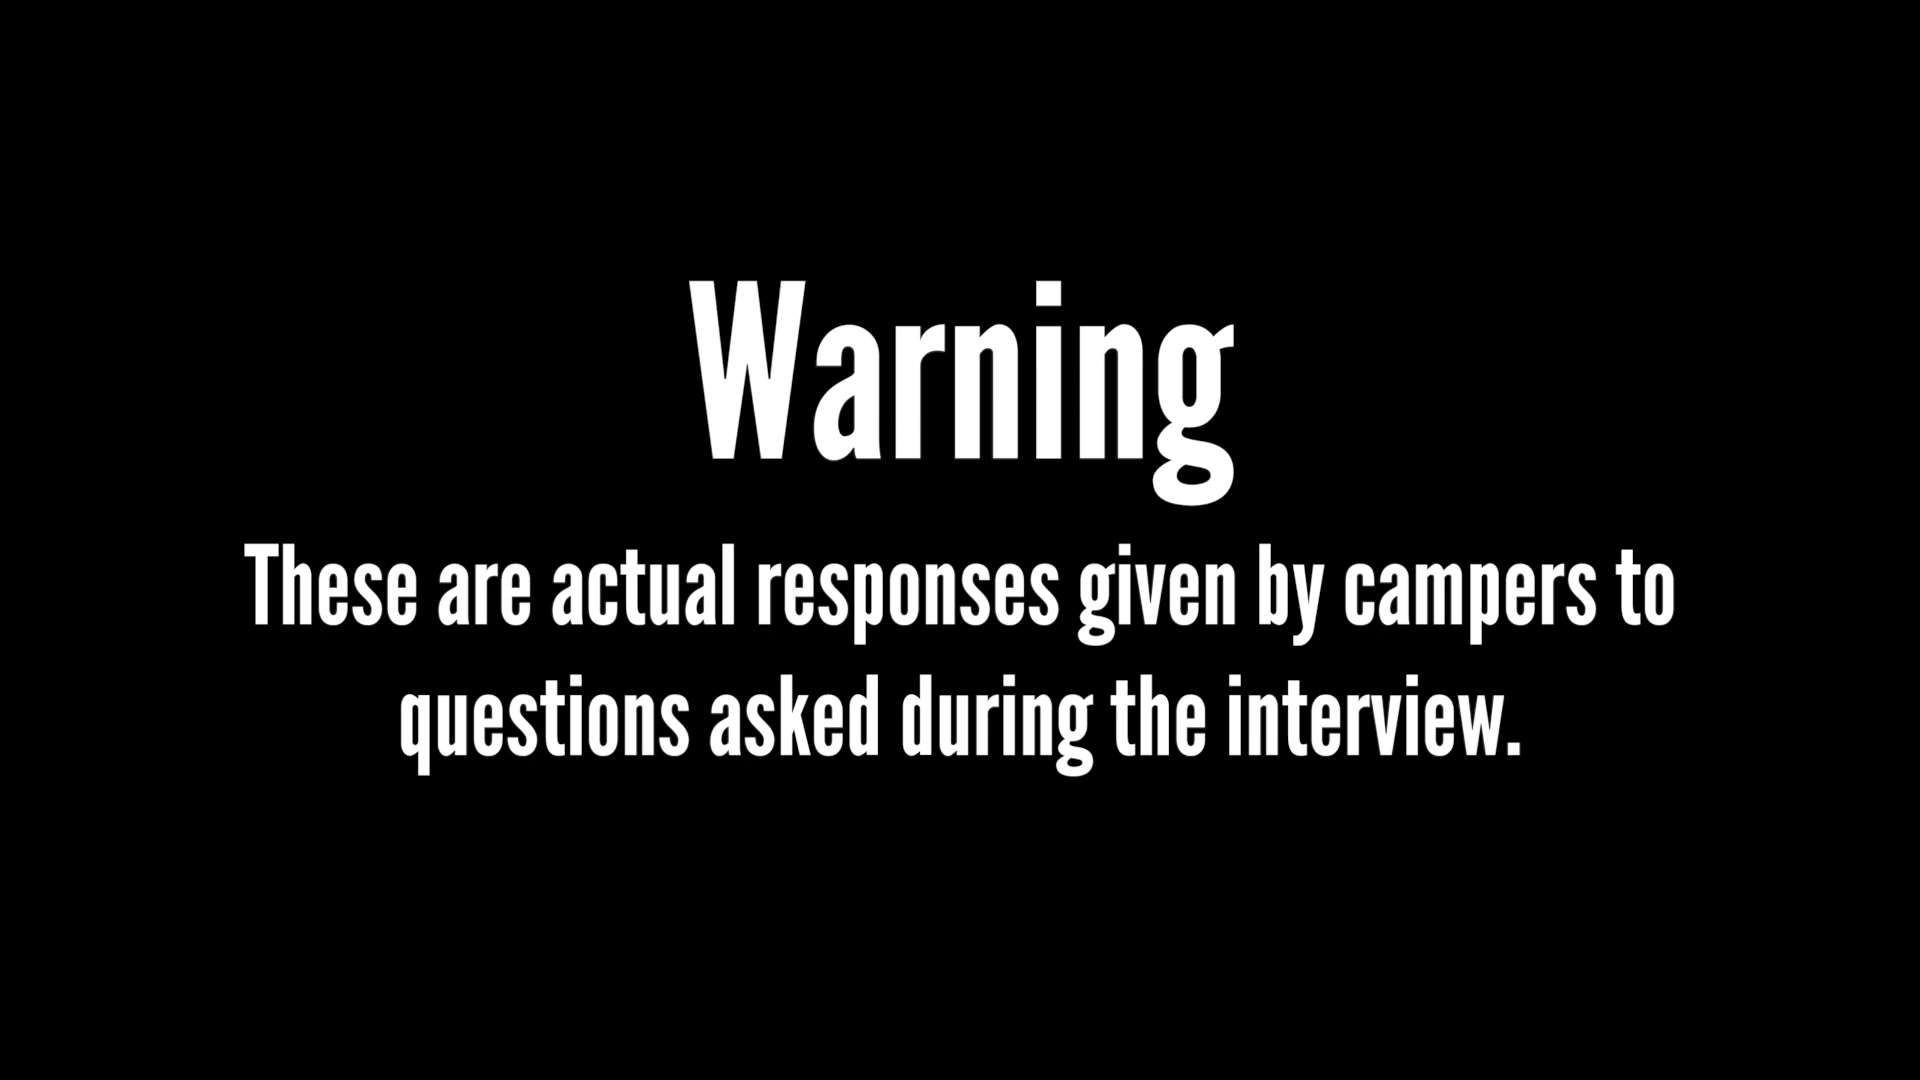 Warning
These are actual responses given by campers to
questions asked during the interview.